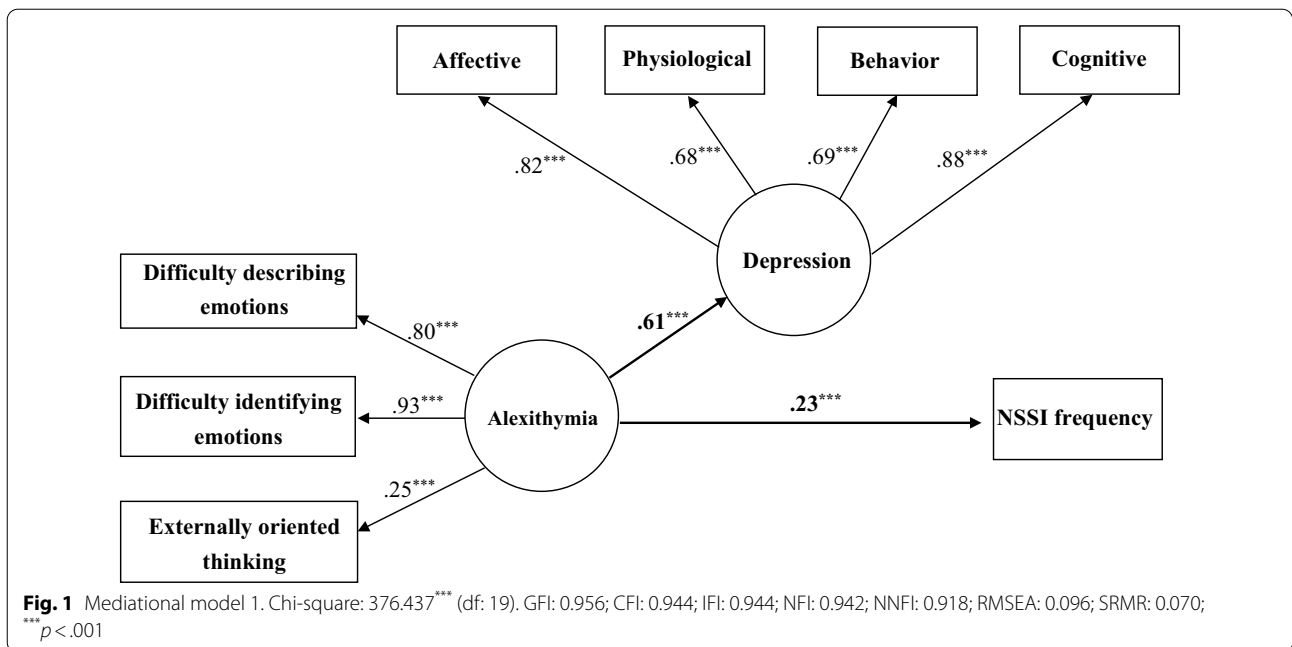 Affective
Physiological
Behavior
Cognitive
.82***
.68***
.69***
.88***
Depression
Difficulty describing
emotions
.80***
.61***
Difficulty identifying
emotions
.93***
Alexithymia
.23***
NSSI frequency
.25***
Externally oriented
thinking
Fig. 1 Mediational model 1. Chi-square: 376.437*** (df: 19). GFI: 0.956; CFI: 0.944; IFI: 0.944; NFI: 0.942; NNFI: 0.918; RMSEA: 0.096; SRMR: 0.070;
***p < .001